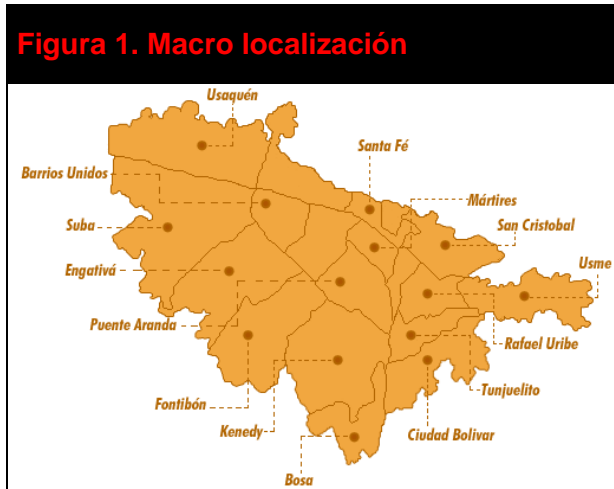 Figura 1. Macro localización
Usaquén
Santa Fé
Barrios Unidos
Mártires
Suba
San Cristobal
Engativá
Usme
Puente Aranda
Rafael Uribe
Tunjuelito
Fontibón
Kenedy
Ciudad Bolivar
Bosa